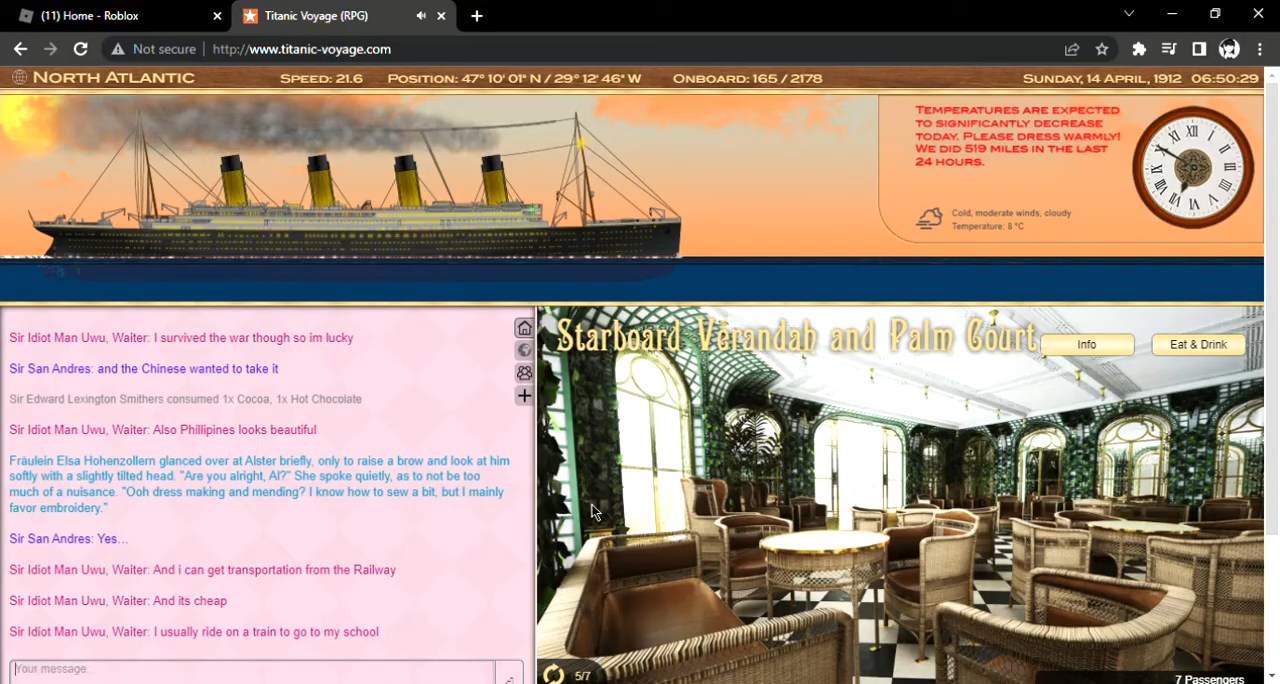 (11) Home - Roblox
Titanic Voyage (RPG)
Not secure
http://www.titanic-voyage.com
North Atlantic
Speed: 21.6
Position: 47° 10' 01" N / 29° 12' 46" W
Onboard: 165 / 2178
Sunday, 14 April, 1912 06:50:29
Temperatures are expected
to significantly decrease
today. Please dress warmly!
We did 519 miles in the last
24 hours.
Cold, moderate winds, cloudy
Temperature: 8 °C
XII
I
II
III
VI
IX
X
XI
Starboard Verandah and Palm Court
Info
Eat & Drink
Sir Idiot Man Uwu, Waiter: I survived the war though so im lucky
Sir San Andres: and the Chinese wanted to take it
Sir Edward Lexington Smithers consumed 1x Cocoa, 1x Hot Chocolate
Sir Idiot Man Uwu, Waiter: Also Phillipines looks beautiful
Fräulein Elsa Hohenzollern glanced over at Alster briefly, only to raise a brow and look at him
softly with a slightly tilted head. "Are you alright, Al?" She spoke quietly, as to not be too
much of a nuisance. "Ooh dress making and mending? I know how to sew a bit, but I mainly
favor embroidery."
Sir San Andres: Yes...
Sir Idiot Man Uwu, Waiter: And i can get transportation from the Railway
Sir Idiot Man Uwu, Waiter: And its cheap
Sir Idiot Man Uwu, Waiter: I usually ride on a train to go to my school
Your message
5/7
7 Passengers